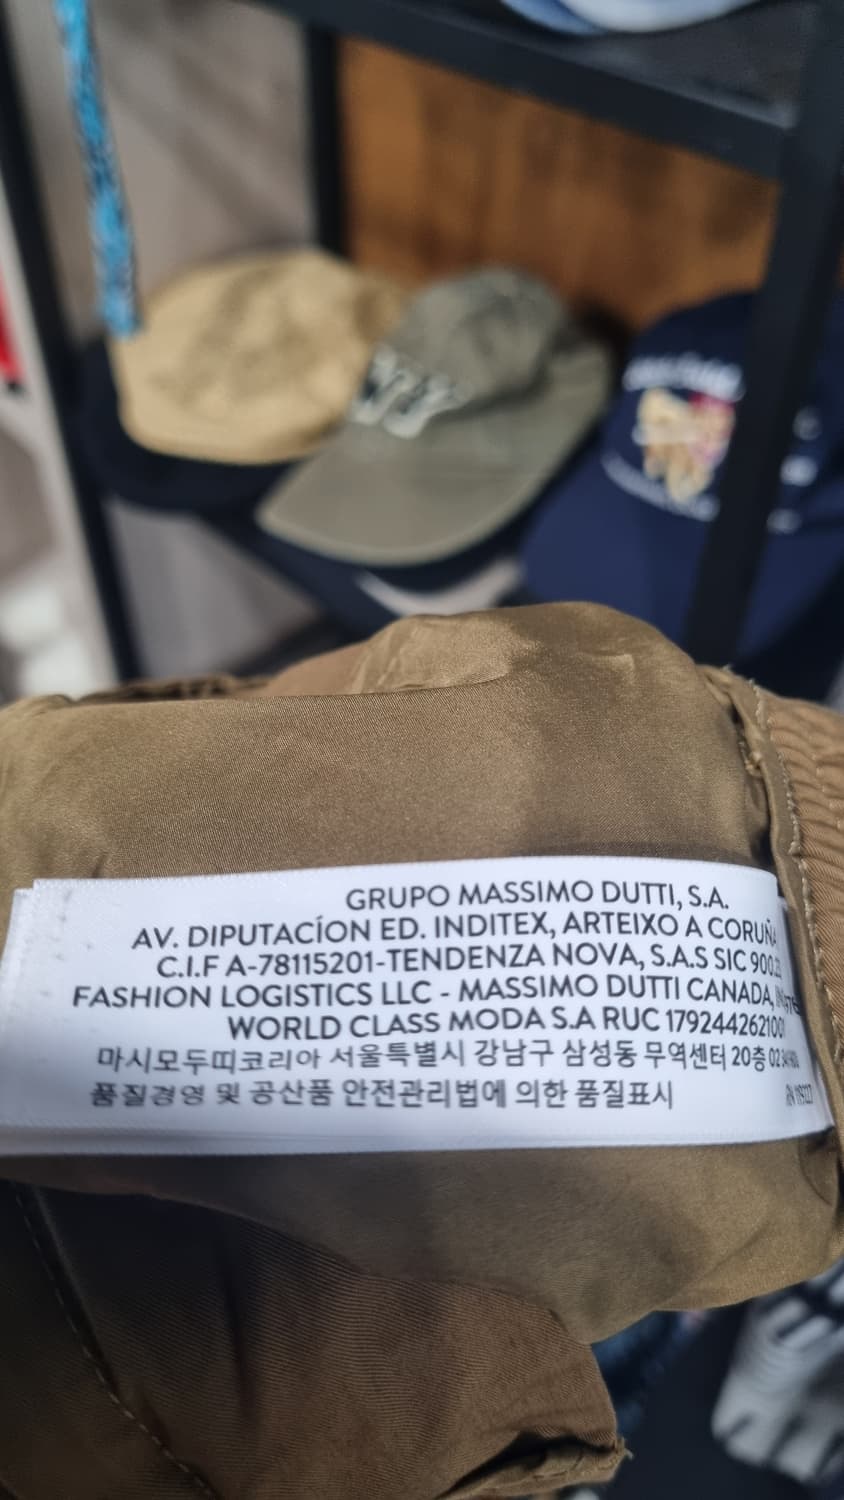 NY
GRUPO MASSIMO DUTTI, S.A.
AV. DIPUTACÍON ED. INDITEX, ARTEIXO A CORUÑA
C.I.F A-78115201-TENDENZA NOVA, S.A.S SIC
FASHION LOGISTICS LLC - MASSIMO DUTTI CANADA,
WORLD CLASS MODA S.A RUC 1792442621001
마시모두띠코리아 서울특별시 강남구 삼성동 무역센터 20층 02
품질경영 및 공산품 안전관리법에 의한 품질표시